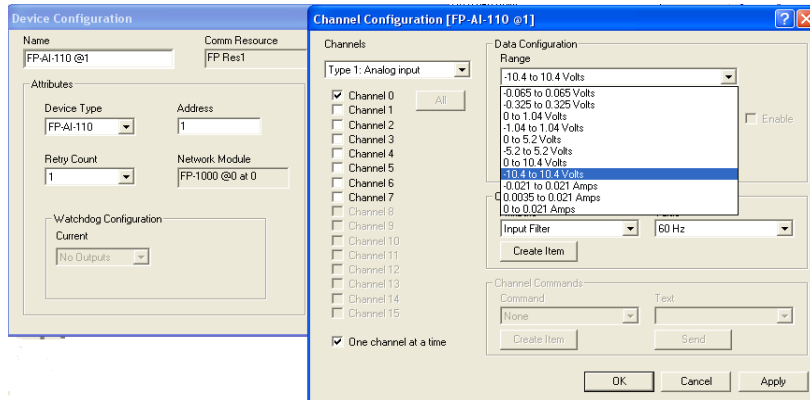 Device Configuration
Name
Comm Resource
FP-AI-110 @1
FP Res1
Attributes
Device Type
Address
FP-AI-110
1
Retry Count
Network Module
1
FP-1000 @0 at 0
Watchdog Configuration
Current
No Outputs
Channel Configuration [FP-AI-110 @1]
Channels
Type 1: Analog input
Channel 0
All
Channel 1
Channel 2
Channel 3
Channel 4
Channel 5
Channel 6
Channel 7
Channel 8
Channel 9
Channel 10
Channel 11
Channel 12
Channel 13
Channel 14
Channel 15
One channel at a time
Data Configuration
Range
-10.4 to 10.4 Volts
-0.065 to 0.065 Volts
-0.325 to 0.325 Volts
0 to 1.04 Volts
-1.04 to 1.04 Volts
0 to 5.2 Volts
-5.2 to 5.2 Volts
0 to 10.4 Volts
-10.4 to 10.4 Volts
-0.021 to 0.021 Amps
0.0035 to 0.021 Amps
0 to 0.021 Amps
Enable
Input Filter
60 Hz
Create Item
Channel Commands
Command
Text
None
Create Item
Send
OK
Cancel
Apply